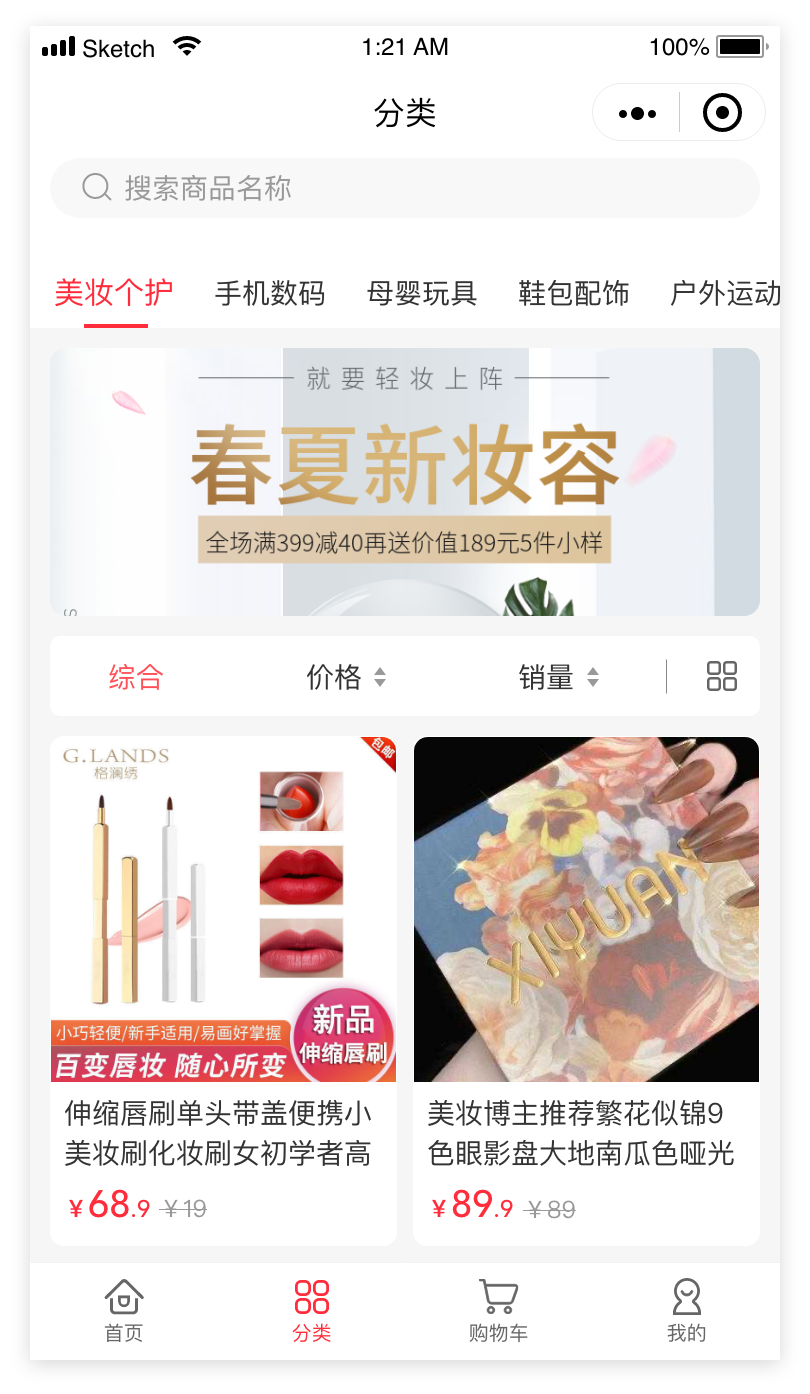 Sketch
1:21 AM
100%
分类
搜索商品名称
美妆个护 手机数码 母婴玩具 鞋包配饰 户外运动
就要轻妆上阵
春夏新妆容
全场满399减40再送价值189元5件小样
S
综合 价格 销量
G.LANDS
格澜绣
包邮
新品
伸缩唇刷
小巧轻便/新手适用/易画好掌握
百变唇妆 随心所变
XIYUAN
伸缩唇刷单头带盖便携小
美妆刷化妆刷女初学者高
¥68.9 ¥19
美妆博主推荐繁花似锦9
色眼影盘大地南瓜色哑光
¥89.9 ¥89
首页 分类 购物车 我的